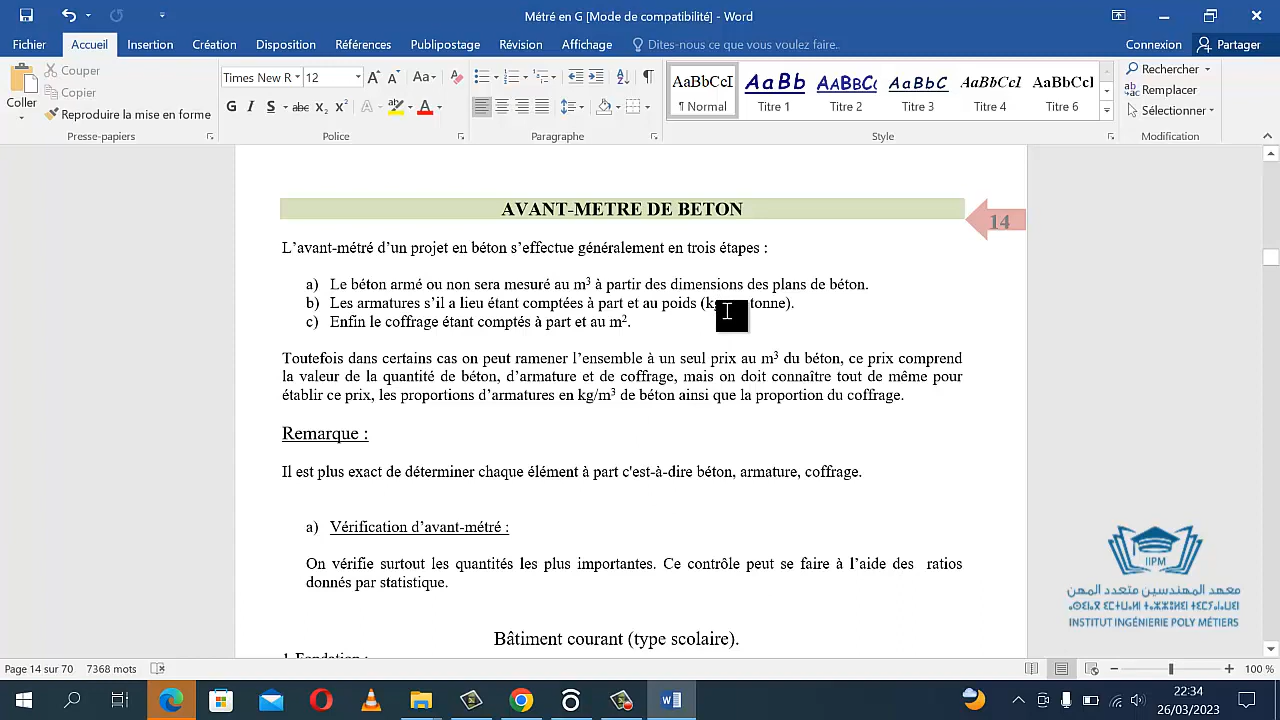 Métré en G [Mode de compatibilité] - Word
Fichier Accueil Insertion Création Disposition Références Publipostage Révision Affichage Dites-nous ce que vous voulez faire.. Connexion Partager
Coller
Couper
Copier
Reproduire la mise en forme
Presse-papiers
Times New R 12 Aa
G I S abc x₂ x² A A
Police
Paragraphe
AaBbCcI AaBb AaBbCc AaBbC AaBbCcI AaBbCcI
¶ Normal Titre 1 Titre 2 Titre 3 Titre 4 Titre 6
Style
Rechercher
Remplacer
Sélectionner
Modification
AVANT-METRE DE BETON
14
L’avant-métré d’un projet en béton s’effectue généralement en trois étapes :
a) Le béton armé ou non sera mesuré au m³ à partir des dimensions des plans de béton.
b) Les armatures s’il a lieu étant comptées à part et au poids tonne).
c) Enfin le coffrage étant comptés à part et au m².
Toutefois dans certains cas on peut ramener l’ensemble à un seul prix au m³ du béton, ce prix comprend
la valeur de la quantité de béton, d’armature et de coffrage, mais on doit connaître tout de même pour
établir ce prix, les proportions d’armatures en kg/m³ de béton ainsi que la proportion du coffrage.
Remarque :
Il est plus exact de déterminer chaque élément à part c'est-à-dire béton, armature, coffrage.
a) Vérification d’avant-métré :
On vérifie surtout les quantités les plus importantes. Ce contrôle peut se faire à l’aide des ratios
donnés par statistique.
Bâtiment courant (type scolaire).
1 Fondation :
IIPM
معهد المهندسين متعدد المهن
INSTITUT INGÉNIERIE POLY MÉTIERS
Page 14 sur 70 7368 mots
100 %
22:34
26/03/2023